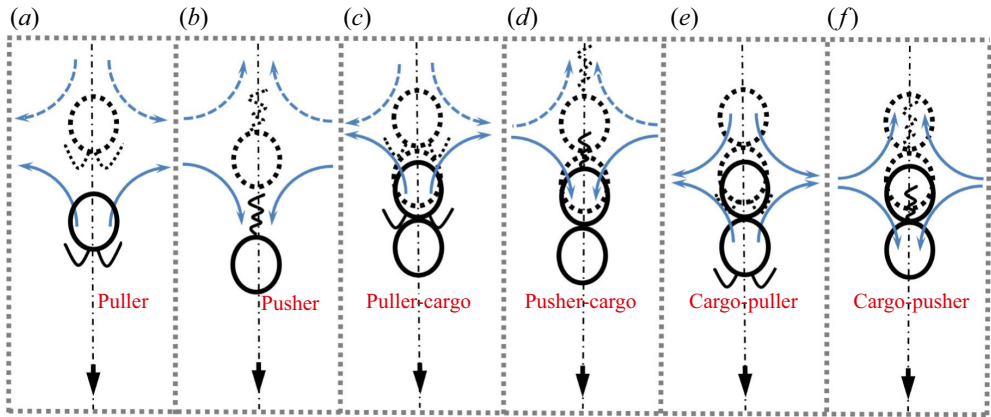 (a) (b) (c) (d) (e) (f)
Puller Pusher Puller-cargo Pusher-cargo Cargo-puller Cargo-pusher